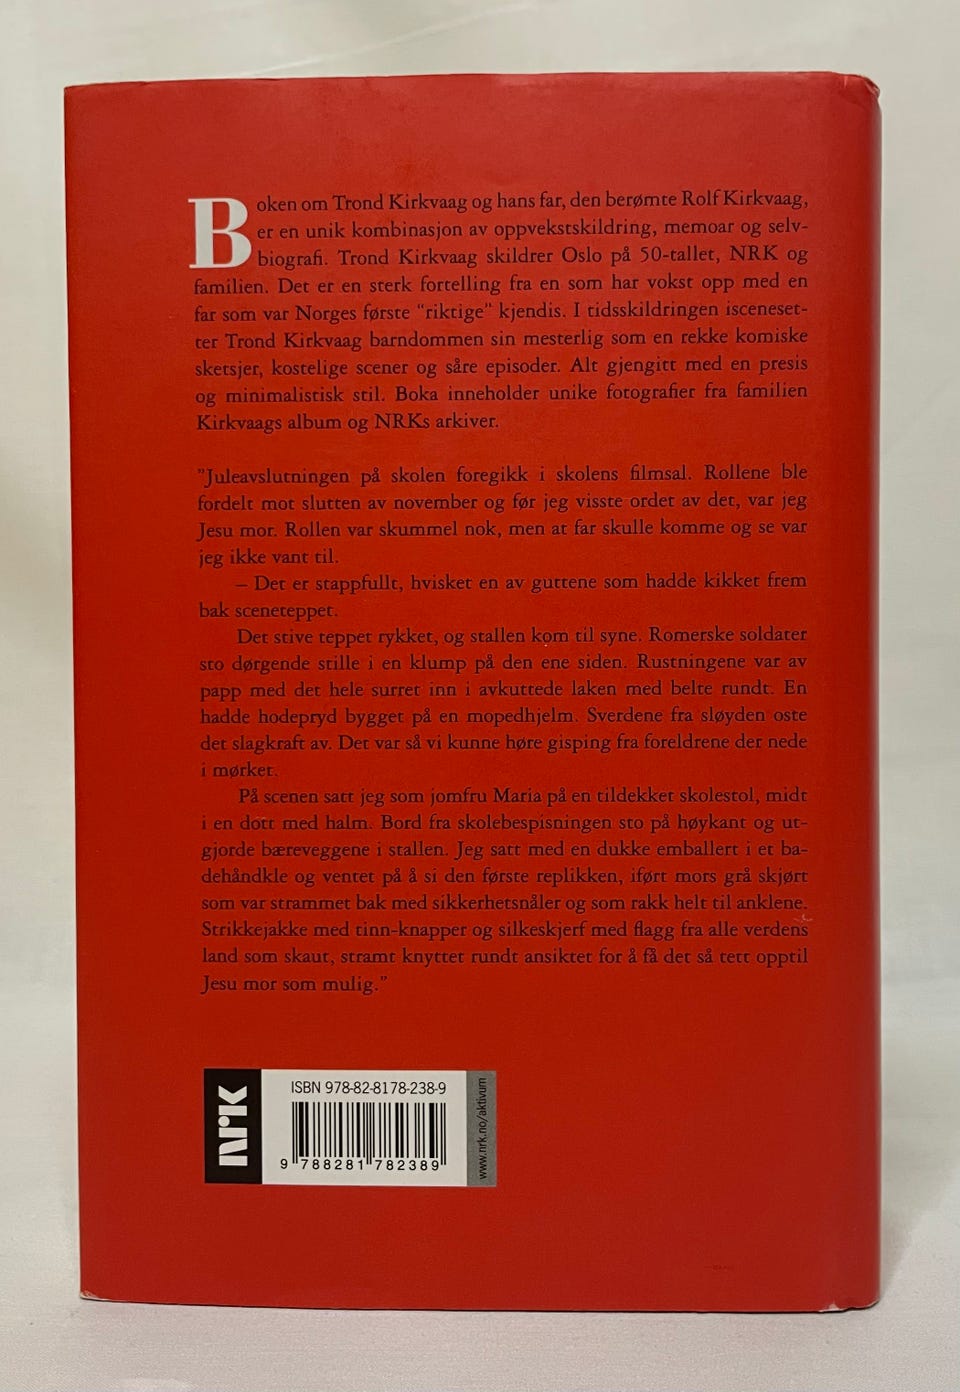 Boken om Trond Kirkvaag og hans far, den berømte Rolf Kirkvaag,
er en unik kombinasjon av oppvekstskildring, memoar og selv-
biografi. Trond Kirkvaag skildrer Oslo på 50-tallet, NRK og
familien. Det er en sterk fortelling fra en som har vokst opp med en
far som var Norges første "riktige" kjendis. I tidsskildringen isceneset-
ter Trond Kirkvaag barndommen sin mesterlig som en rekke komiske
sketsjer, kostelige scener og såre episoder. Alt gjengitt med en presis
og minimalistisk stil. Boka inneholder unike fotografier fra familien
Kirkvaags album og NRKs arkiver.
"Juleavslutningen på skolen foregikk i skolens filmsal. Rollene ble
fordelt mot slutten av november og før jeg visste ordet av det, var jeg
Jesu mor. Rollen var skummel nok, men at far skulle komme og se var
jeg ikke vant til.
– Det er stappfullt, hvisket en av guttene som hadde kikket frem
bak sceneteppet.
Det stive teppet rykket, og stallen kom til syne. Romerske soldater
sto dørgende stille i en klump på den ene siden. Rustningene var av
papp med det hele surret inn i avkuttede laken med belte rundt. En
hadde hodepryd bygget på en mopedhjelm. Sverdene fra sløyden oste
det slagkraft av. Det var så vi kunne høre gisping fra foreldrene der nede
i mørket.
På scenen satt jeg som jomfru Maria på en tildekket skolestol, midt
i en dott med halm. Bord fra skolebespisningen sto på høykant og ut-
gjorde bæreveggene i stallen. Jeg satt med en dukke emballert i et ba-
dehåndkle og ventet på å si den første replikken, iført mors grå skjørt
som var strammet bak med sikkerhetsnåler og som rakk helt til anklene.
Strikkejakke med tinn-knapper og silkeskjerf med flagg fra alle verdens
land som skaut, stramt knyttet rundt ansiktet for å få det så tett opptil
Jesu mor som mulig."
NRK
ISBN 978-82-8178-238-9
9 788281 782389
www.nrk.no/aktivum